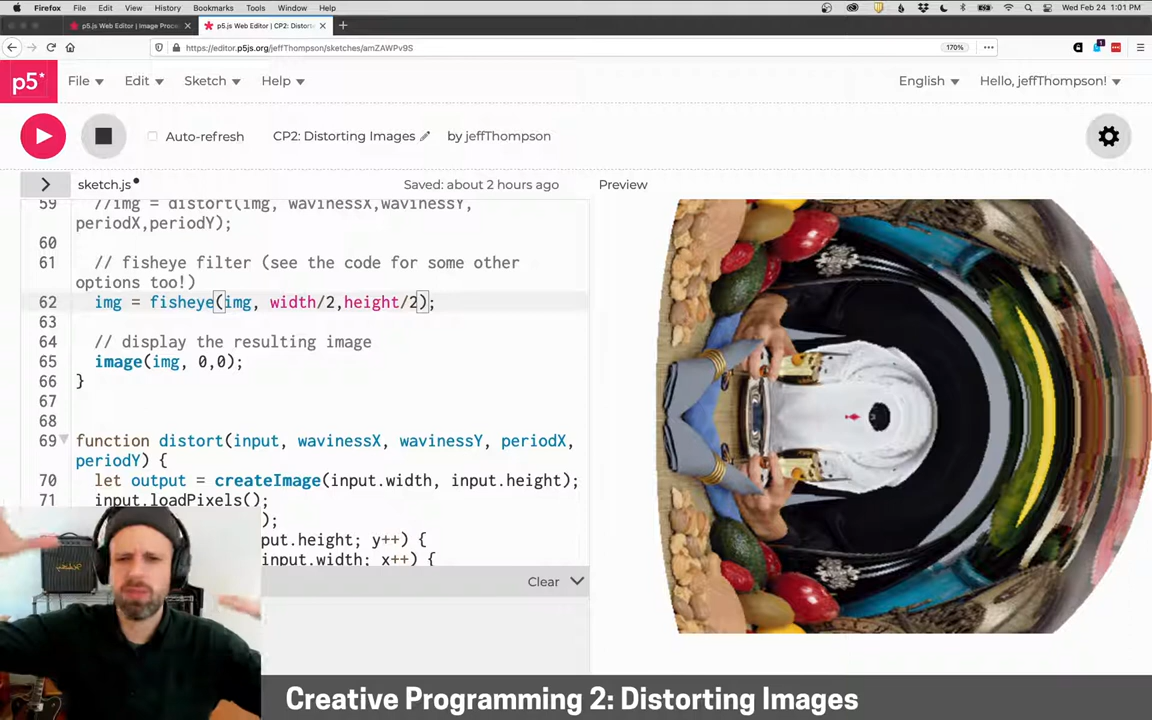 Firefox File Edit View History Bookmarks Tools Window Help Wed Feb 24 1:01 PM
p5.js Web Editor | Image Proce × p5.js Web Editor | CP2: Distort × +
https://editor.p5js.org/jeffThompson/sketches/amZAWPv9S 170%
p5* File Edit Sketch Help English Hello, jeffThompson!
Auto-refresh CP2: Distorting Images by jeffThompson
sketch.js Saved: about 2 hours ago Preview
59 //img = distort(img, wavinessX,wavinessY,
periodX,periodY);
60
61 // fisheye filter (see the code for some other
options too!)
62 img = fisheye(img, width/2,height/2);
63
64 // display the resulting image
65 image(img, 0,0);
66 }
67
68
69 function distort(input, wavinessX, wavinessY, periodX,
periodY) {
70 let output = createImage(input.width, input.height);
71 input.loadPixels();
);
put.height; y++) {
put.width; x++) {
Clear
Creative Programming 2: Distorting Images